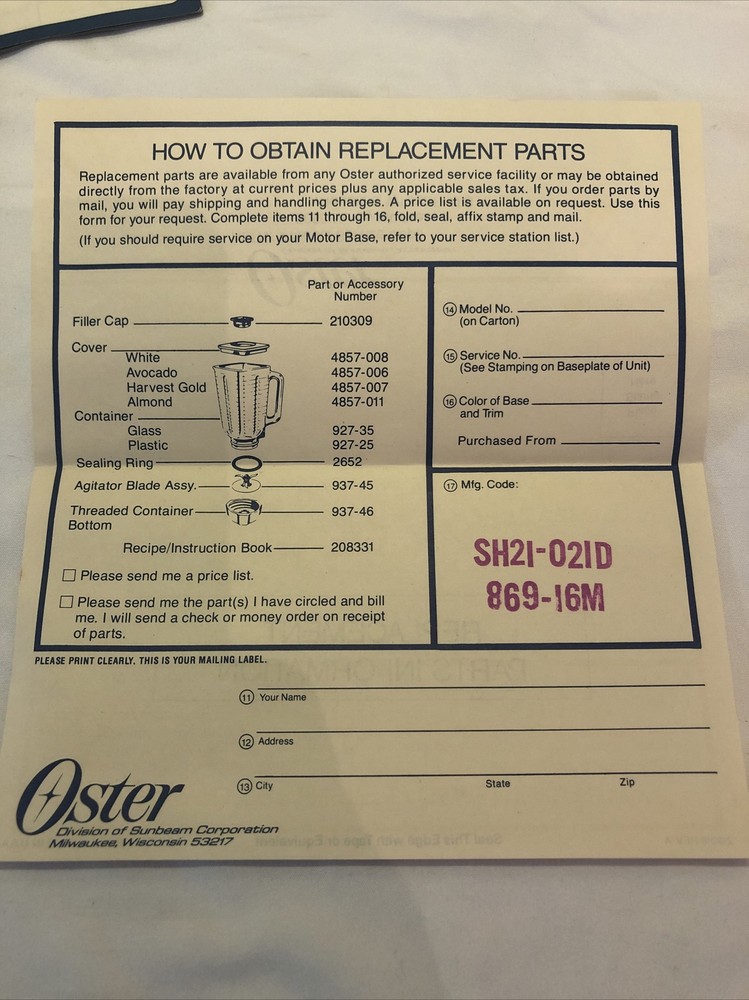 HOW TO OBTAIN REPLACEMENT PARTS
Replacement parts are available from any Oster authorized service facility or may be obtained
directly from the factory at current prices plus any applicable sales tax. If you order parts by
mail, you will pay shipping and handling charges. A price list is available on request. Use this
form for your request. Complete items 11 through 16, fold, seal, affix stamp and mail.
(If you should require service on your Motor Base, refer to your service station list.)
Part or Accessory
Number
Filler Cap 210309
Cover
White 4857-008
Avocado 4857-006
Harvest Gold 4857-007
Almond 4857-011
Container
Glass 927-35
Plastic 927-25
Sealing Ring 2652
Agitator Blade Assy. 937-45
Threaded Container 937-46
Bottom
Recipe/Instruction Book 208331
☐ Please send me a price list.
☐ Please send me the part(s) I have circled and bill
me. I will send a check or money order on receipt
of parts.
⑭ Model No.
(on Carton)
⑮ Service No.
(See Stamping on Baseplate of Unit)
⑯ Color of Base
and Trim
Purchased From
⑰ Mfg. Code:
SH21-021D
869-16M
PLEASE PRINT CLEARLY. THIS IS YOUR MAILING LABEL.
⑪ Your Name
⑫ Address
⑬ City State Zip
Oster
Division of Sunbeam Corporation
Milwaukee, Wisconsin 53217
REPLACEMENT
PARTS INFORMATION
Seal This Edge with Tape or Equivalent